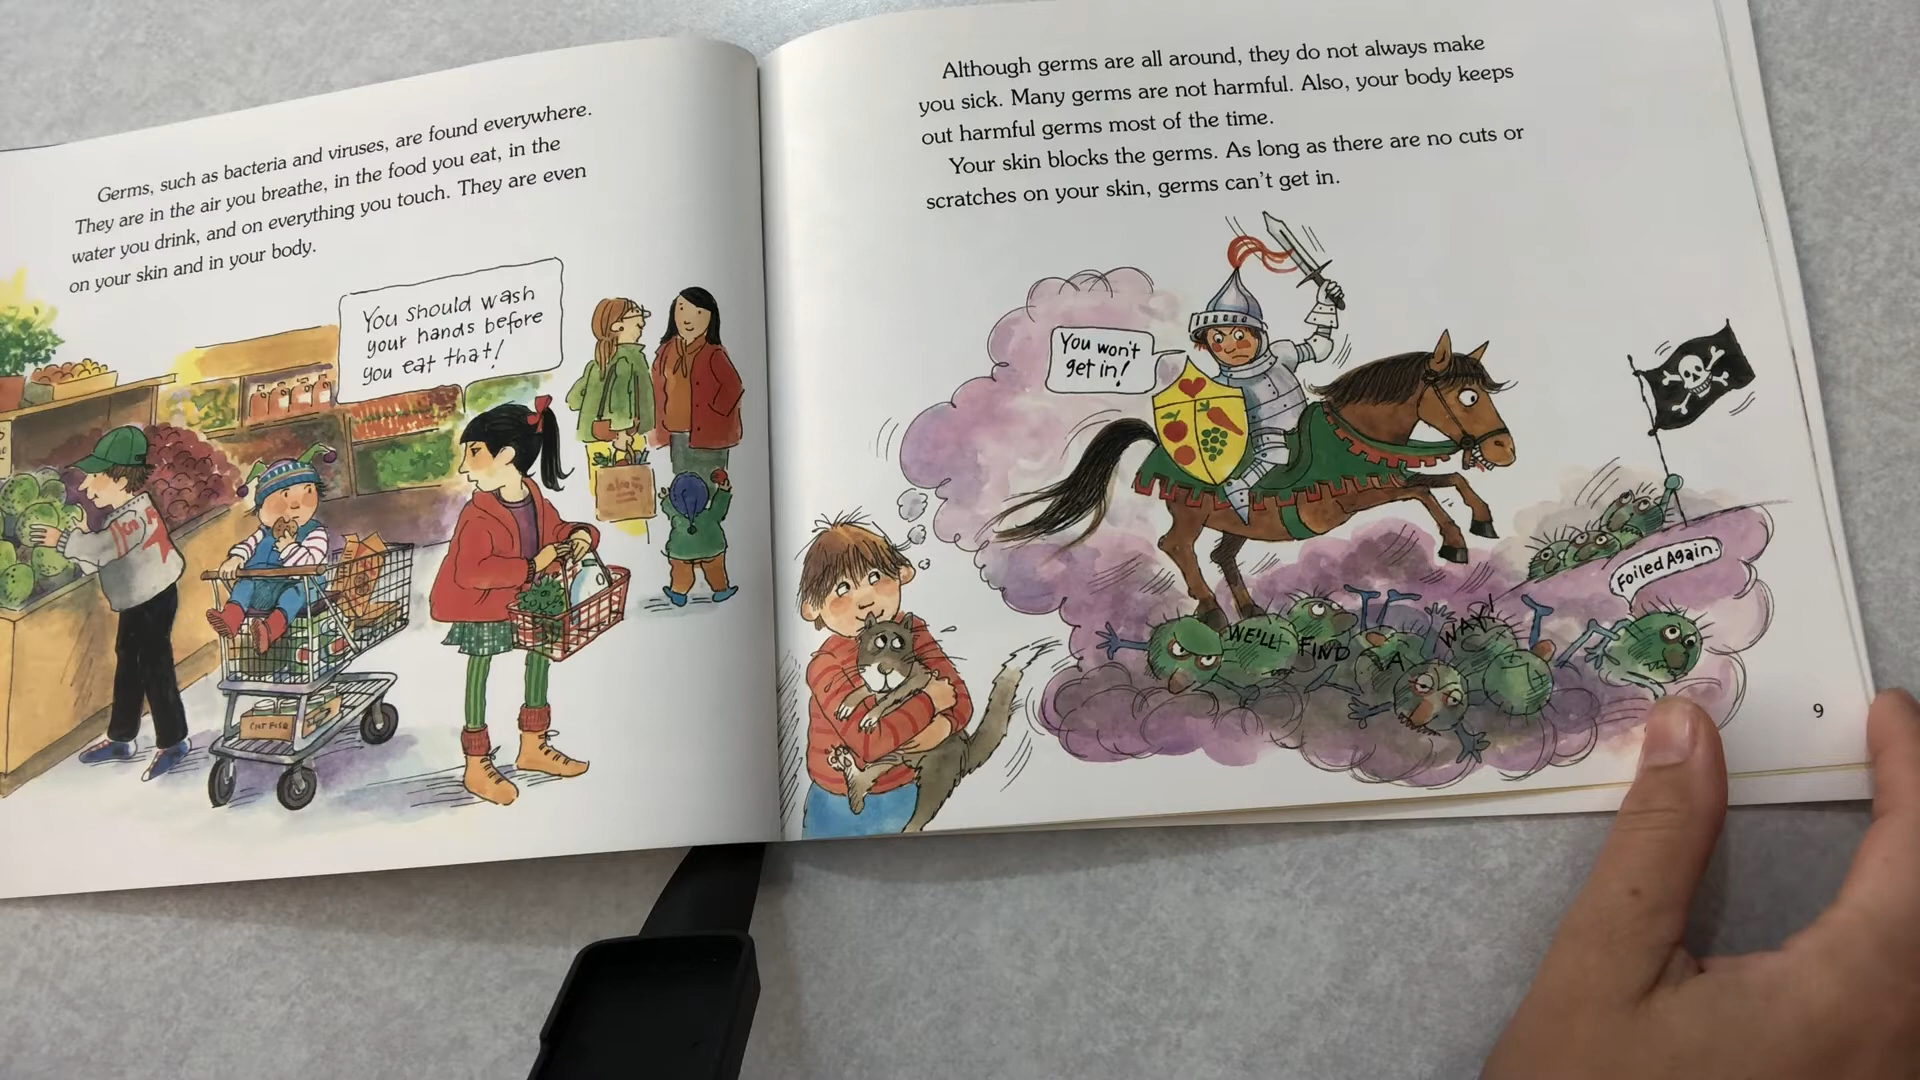 Germs, such as bacteria and viruses, are found everywhere.
They are in the air you breathe, in the food you eat, in the
water you drink, and on everything you touch. They are even
on your skin and in your body.
You should wash
your hands before
you eat that!
Although germs are all around, they do not always make
you sick. Many germs are not harmful. Also, your body keeps
out harmful germs most of the time.
Your skin blocks the germs. As long as there are no cuts or
scratches on your skin, germs can't get in.
You won't
get in!
Foiled Again.
WE'LL FIND A WAY!
9